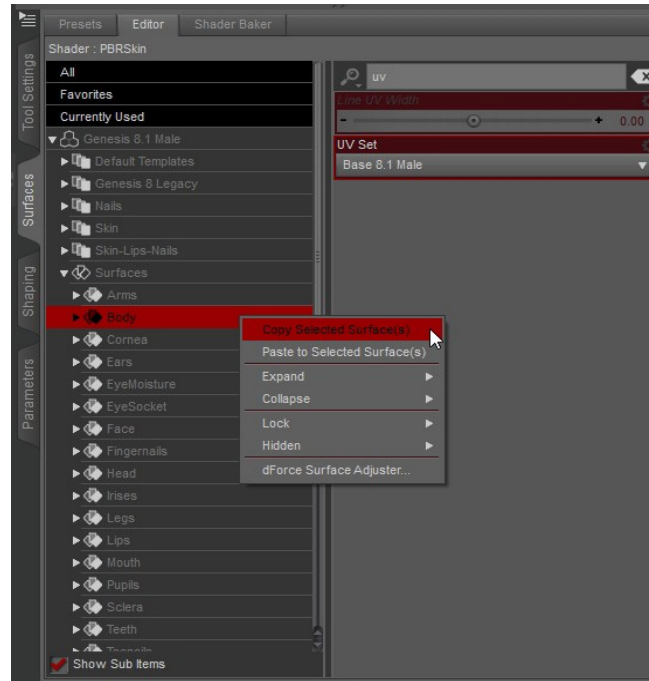 Presets Editor Shader Baker
Shader : PBRSkin
Tool Settings
Surfaces
Shaping
Parameters
All
Favorites
Currently Used
Genesis 8.1 Male
Default Templates
Genesis 8 Legacy
Nails
Skin
Skin-Lips-Nails
Surfaces
Arms
Body
Cornea
Ears
EyeMoisture
EyeSocket
Face
Fingernails
Head
Irises
Legs
Lips
Mouth
Pupils
Sclera
Teeth
Show Sub Items
uv
Line UV Width
- + 0.00
UV Set
Base 8.1 Male
Copy Selected Surface(s)
Paste to Selected Surface(s)
Expand
Collapse
Lock
Hidden
dForce Surface Adjuster...